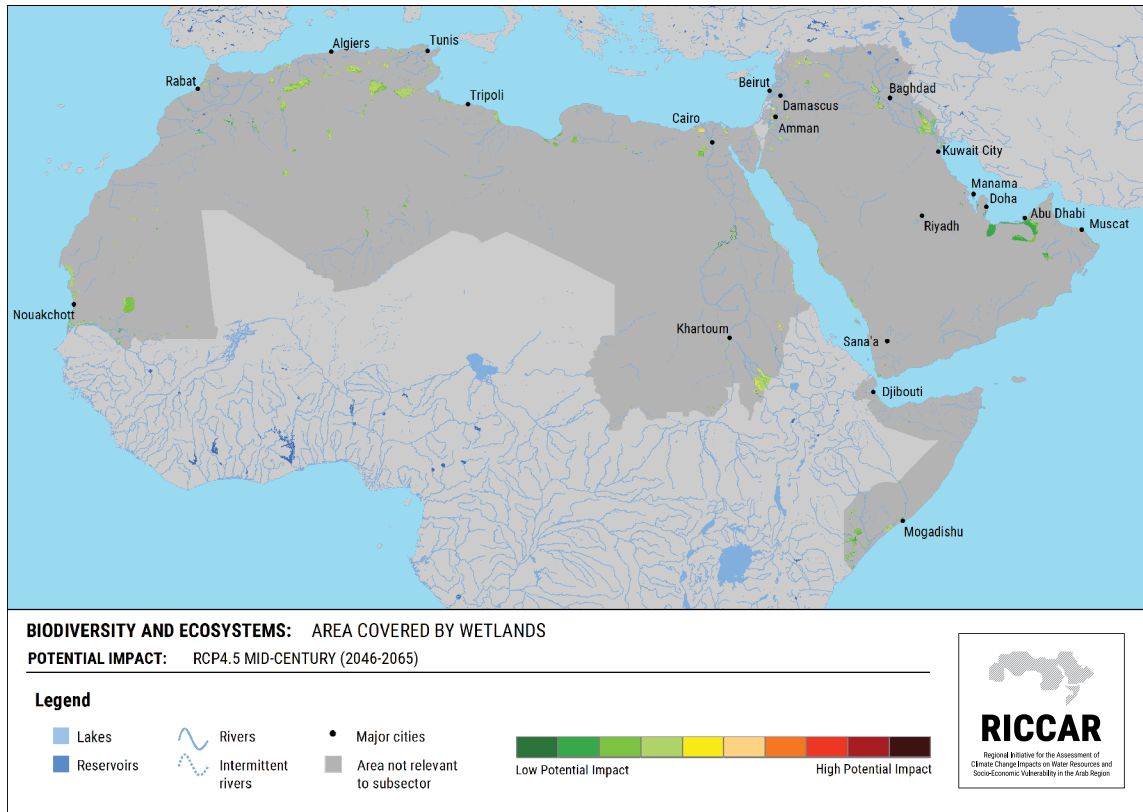 Algiers
Tunis
Rabat
Tripoli
Beirut
Baghdad
Damascus
Cairo
Amman
Kuwait City
Manama
Doha
Abu Dhabi
Riyadh
Muscat
Nouakchott
Khartoum
Sana'a
Djibouti
Mogadishu
BIODIVERSITY AND ECOSYSTEMS: AREA COVERED BY WETLANDS
POTENTIAL IMPACT: RCP4.5 MID-CENTURY (2046-2065)
Legend
Lakes
Rivers
Major cities
Reservoirs
Intermittent
rivers
Area not relevant
to subsector
Low Potential Impact
High Potential Impact
RICCAR
Regional Initiative for the Assessment of
Climate Change Impacts on Water Resources and
Socio-Economic Vulnerability in the Arab Region